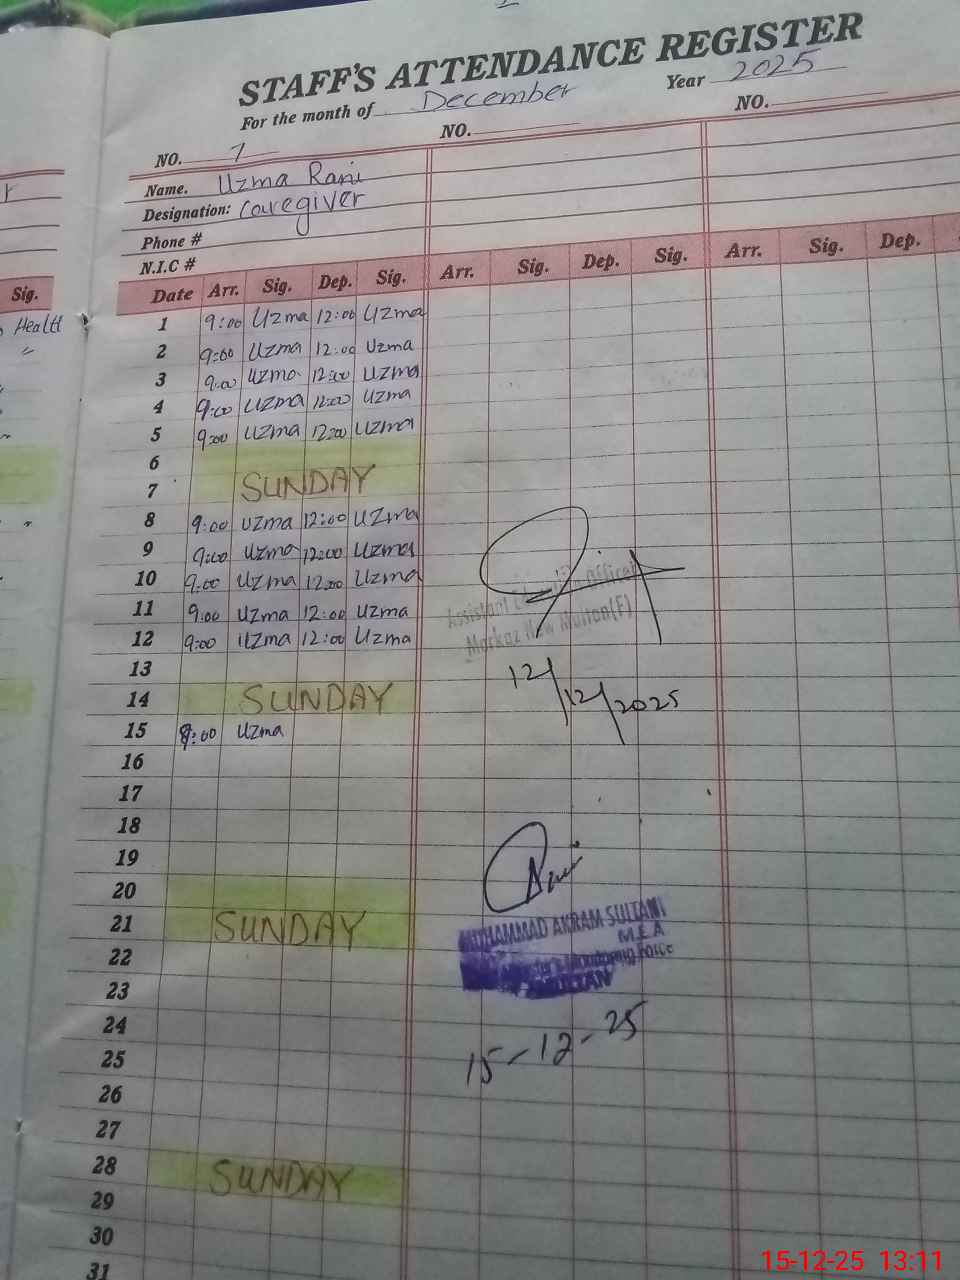 STAFF'S ATTENDANCE REGISTER
For the month of December Year 2025
NO. 7 NO. NO.
Name. Uzma Rani
Designation: Caregiver
Phone #
N.I.C #
Sig. Date Arr. Sig. Dep. Sig. Arr. Sig. Dep. Sig. Arr. Sig. Dep.
Health
1 9:00 Uzma 12:00 Uzma
2 9:00 Uzma 12:00 Uzma
3 9:00 Uzma 12:00 Uzma
4 9:00 Uzma 12:00 Uzma
5 9:00 Uzma 12:00 Uzma
6
7 SUNDAY
8 9:00 Uzma 12:00 Uzma
9 9:00 Uzma 12:00 Uzma
10 9:00 Uzma 12:00 Uzma
11 9:00 Uzma 12:00 Uzma
12 9:00 Uzma 12:00 Uzma
13
14 SUNDAY
15 8:00 Uzma
16
17
18
19
20
21 SUNDAY
22
23
24
25
26
27
28 SUNDAY
29
30
31
Assistant Education Officer
Markaz New Multan(F)
12/12/2025
MUHAMMAD AKRAM SULTANI
M.E.A
Monitoring Force
MULTAN
15-12-25
15-12-25 13:11